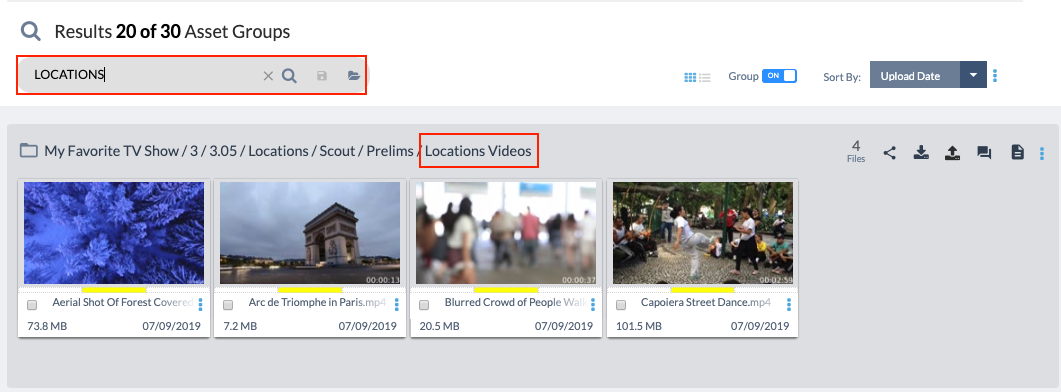 Results 20 of 30 Asset Groups
LOCATIONS
Group ON Sort By: Upload Date
My Favorite TV Show / 3 / 3.05 / Locations / Scout / Prelims / Locations Videos
4
Files
00:00:13
00:00:37
00:02:59
Aerial Shot Of Forest Covered
Arc de Triomphe in Paris.mp4
Blurred Crowd of People Walk
Capoiera Street Dance.mp4
73.8 MB 07/09/2019
7.2 MB 07/09/2019
20.5 MB 07/09/2019
101.5 MB 07/09/2019